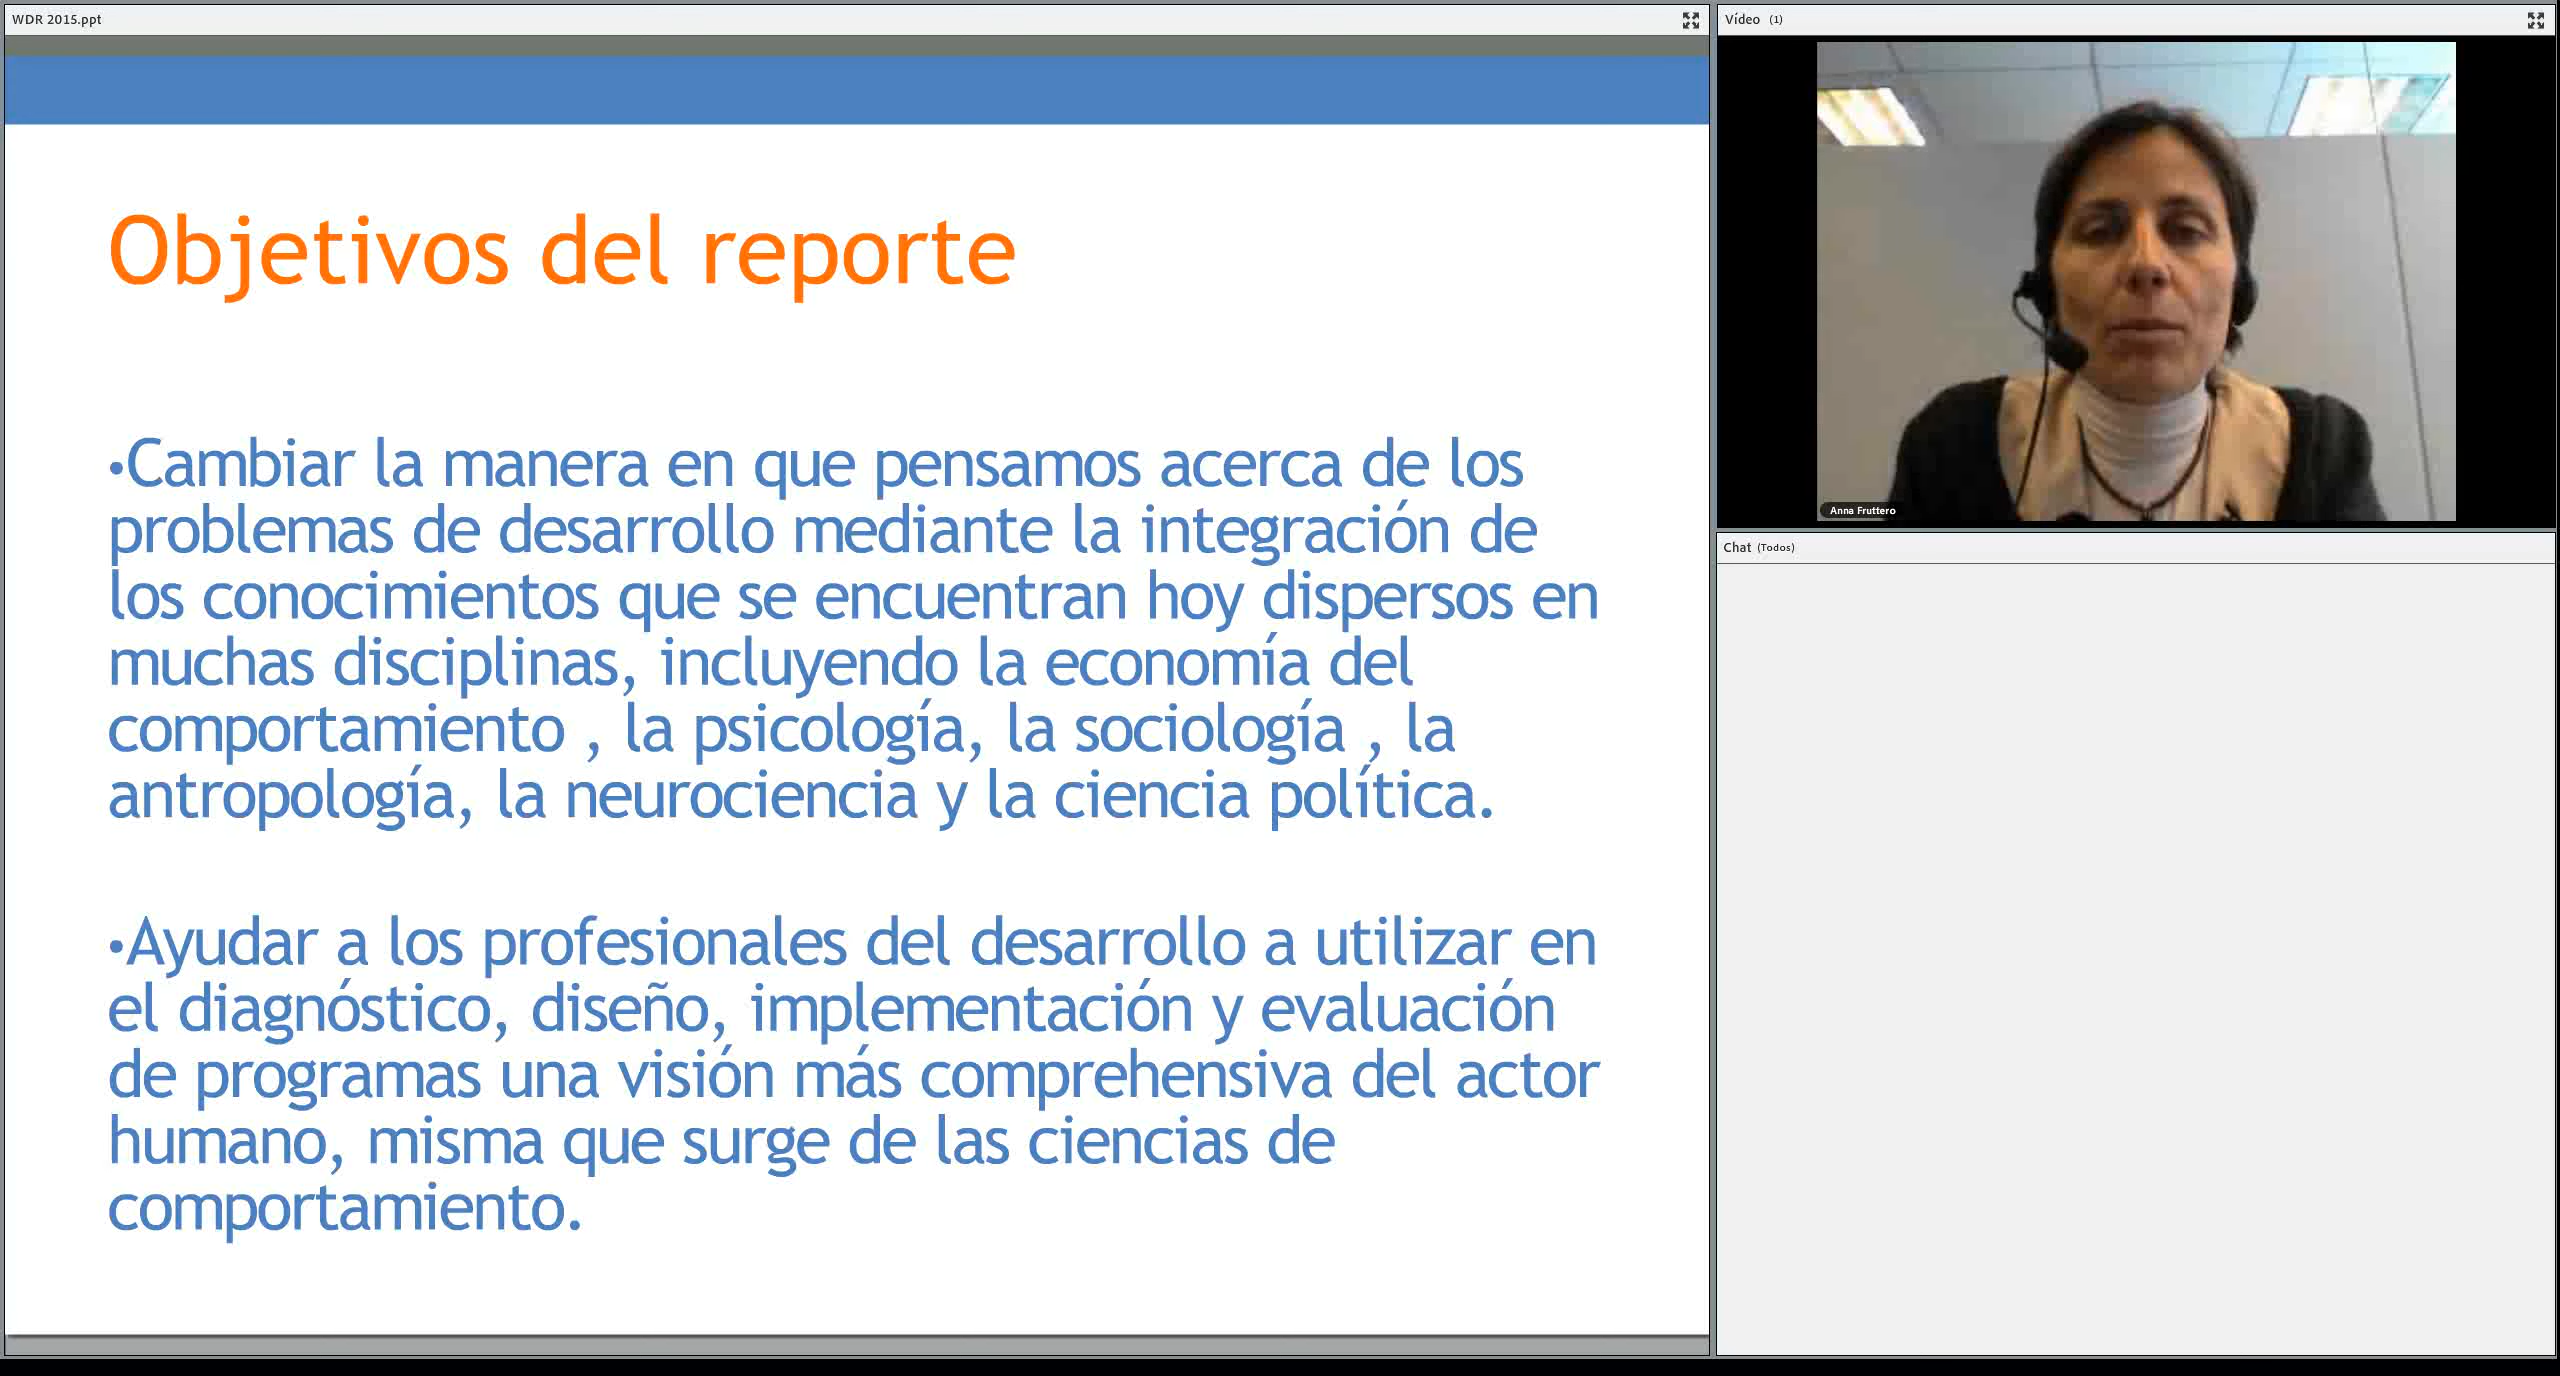 WDR 2015.ppt
Objetivos del reporte
•Cambiar la manera en que pensamos acerca de los
problemas de desarrollo mediante la integración de
los conocimientos que se encuentran hoy dispersos en
muchas disciplinas, incluyendo la economía del
comportamiento , la psicología, la sociología , la
antropología, la neurociencia y la ciencia política.
•Ayudar a los profesionales del desarrollo a utilizar en
el diagnóstico, diseño, implementación y evaluación
de programas una visión más comprehensiva del actor
humano, misma que surge de las ciencias de
comportamiento.
Vídeo (1)
Anna Fruttero
Chat (Todos)